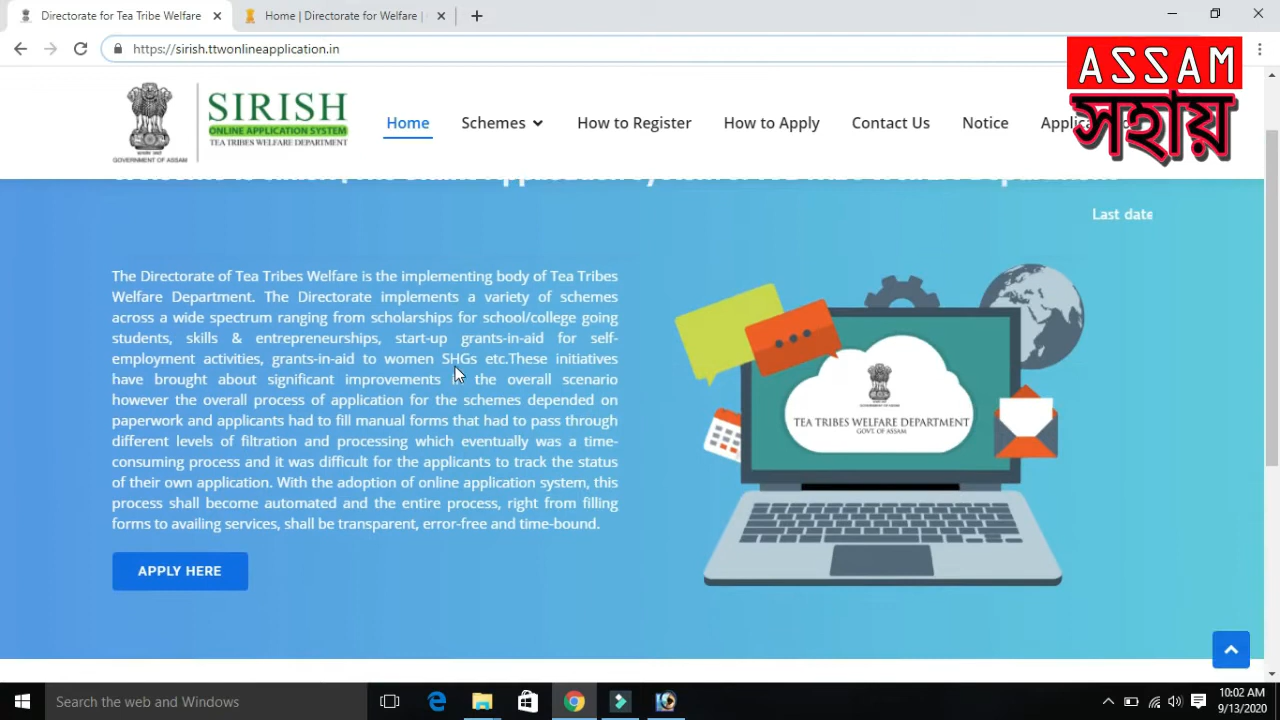 Directorate for Tea Tribe Welfare
Home | Directorate for Welfare |
https://sirish.ttwonlineapplication.in
ASSAM
সহায়
GOVERNMENT OF ASSAM
SIRISH
ONLINE APPLICATION SYSTEM
TEA TRIBES WELFARE DEPARTMENT
Home
Schemes
How to Register
How to Apply
Contact Us
Notice
Last date
The Directorate of Tea Tribes Welfare is the implementing body of Tea Tribes
Welfare Department. The Directorate implements a variety of schemes
across a wide spectrum ranging from scholarships for school/college going
students, skills & entrepreneurships, start-up grants-in-aid for self-
employment activities, grants-in-aid to women SHGs etc.These initiatives
have brought about significant improvements the overall scenario
however the overall process of application for the schemes depended on
paperwork and applicants had to fill manual forms that had to pass through
different levels of filtration and processing which eventually was a time-
consuming process and it was difficult for the applicants to track the status
of their own application. With the adoption of online application system, this
process shall become automated and the entire process, right from filling
forms to availing services, shall be transparent, error-free and time-bound.
APPLY HERE
TEA TRIBES WELFARE DEPARTMENT
GOVT. OF ASSAM
Search the web and Windows
10:02 AM
9/13/2020